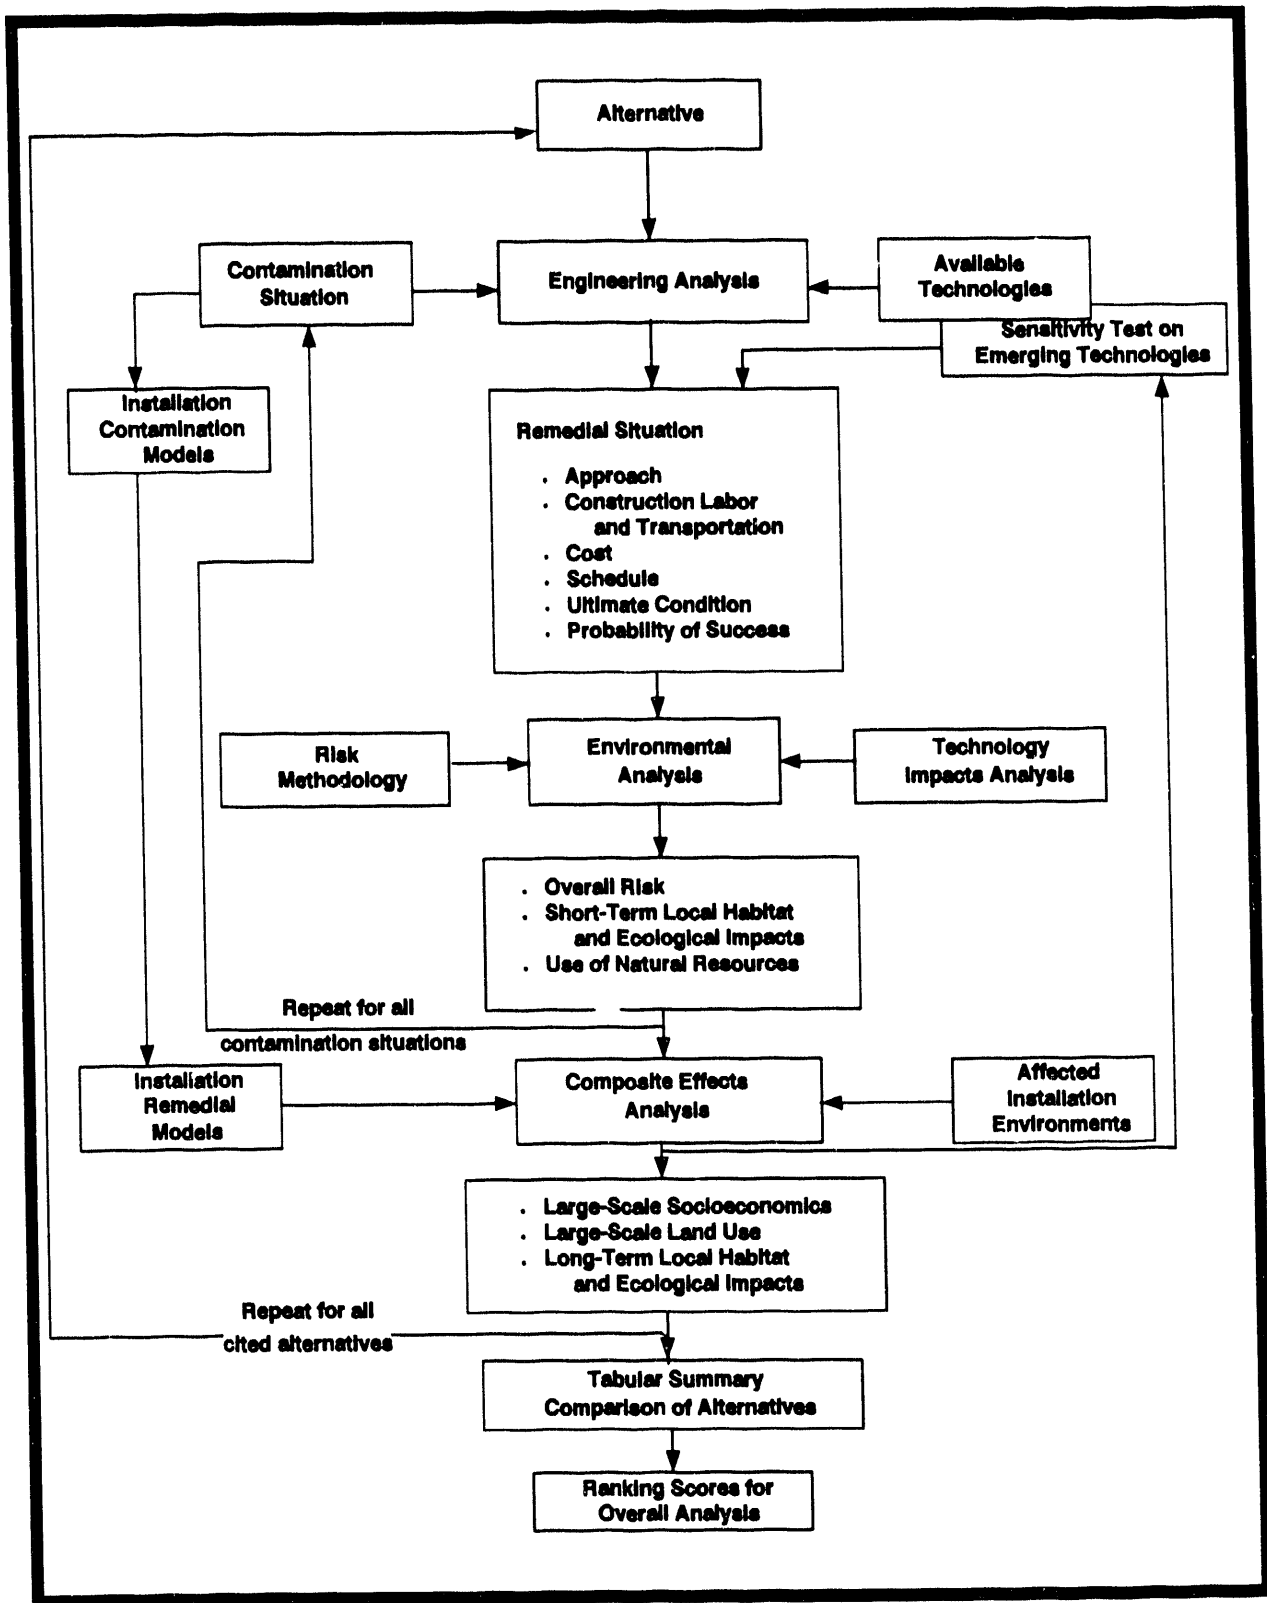 Alternative
Contamination
Situation
Engineering Analysis
Available
Technologies
Sensitivity Test on
Emerging Technologies
Installation
Contamination
Models
Remedial Situation
. Approach
. Construction Labor
and Transportation
. Cost
. Schedule
. Ultimate Condition
. Probability of Success
Risk
Methodology
Environmental
Analysis
Technology
Impacts Analysis
. Overall Risk
. Short-Term Local Habitat
and Ecological Impacts
. Use of Natural Resources
Repeat for all
contamination situations
Installation
Remedial
Models
Composite Effects
Analysis
Affected
Installation
Environments
. Large-Scale Socioeconomics
. Large-Scale Land Use
. Long-Term Local Habitat
and Ecological Impacts
Repeat for all
cited alternatives
Tabular Summary
Comparison of Alternatives
Ranking Scores for
Overall Analysis